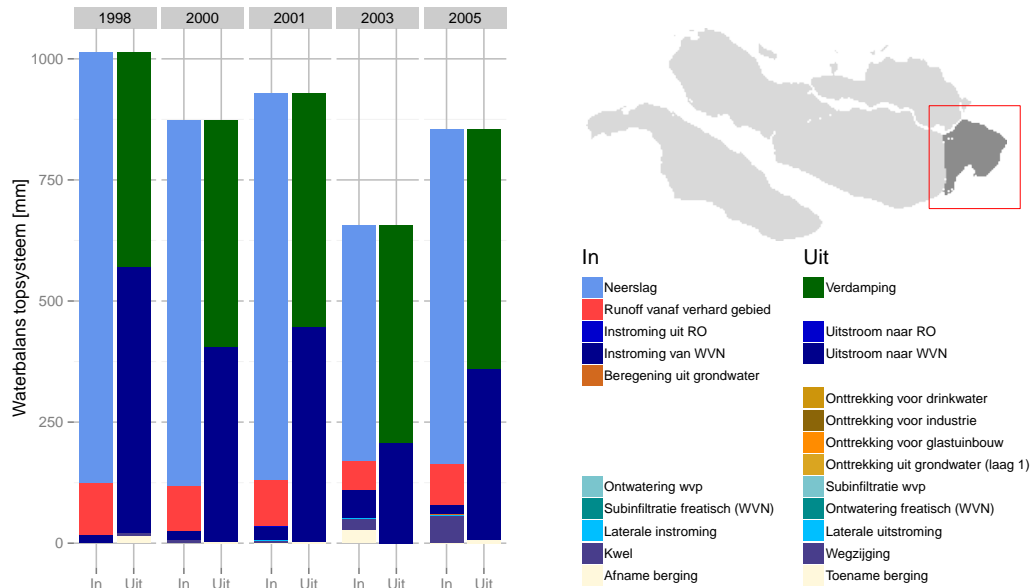 1998 2000 2001 2003 2005
Waterbalans topsysteem [mm]
1000
750
500
250
0
In Uit In Uit In Uit In Uit In Uit
In
Neerslag
Runoff vanaf verhard gebied
Instroming uit RO
Instroming van WVN
Beregening uit grondwater
Ontwatering wvp
Subinfiltratie freatisch (WVN)
Laterale instroming
Kwel
Afname berging
Uit
Verdamping
Uitstroom naar RO
Uitstroom naar WVN
Onttrekking voor drinkwater
Onttrekking voor industrie
Onttrekking voor glastuinbouw
Onttrekking uit grondwater (laag 1)
Subinfiltratie wvp
Ontwatering freatisch (WVN)
Laterale uitstroming
Wegzijging
Toename berging